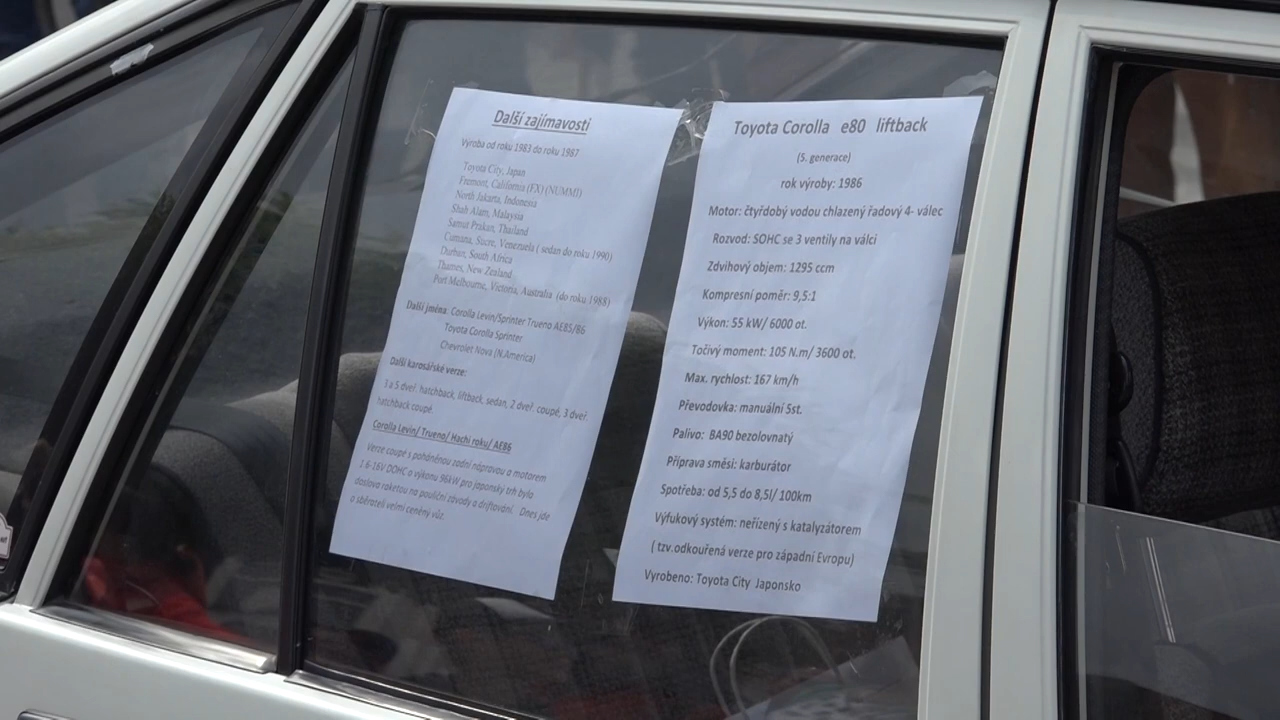 Další zajímavosti
Výroba od roku 1983 do roku 1987
Toyota City, Japan
Fremont, California (FX) (NUMMI)
North Jakarta, Indonesia
Shah Alam, Malaysia
Samut Prakan, Thailand
Cumana, Sucre, Venezuela ( sedan do roku 1990)
Durban, South Africa
Thames, New Zealand
Port Melbourne, Victoria, Australia (do roku 1988)
Další jména: Corolla Levin/Sprinter Trueno AE85/86
Toyota Corolla Sprinter
Chevrolet Nova (N.America)
Další karosářské verze:
3 a 5 dveř. hatchback, liftback, sedan, 2 dveř. coupé, 3 dveř.
hatchback coupé.
Corolla Levin/ Trueno/ Hachi roku/ AE86
Verze coupé s poháněnou zadní nápravou a motorem
1.6-16V DOHC o výkonu 96kW pro japonský trh byla
doslova raketou na pouliční závody a driftování. Dnes jde
o sběrateli velmi ceněný vůz.
Toyota Corolla e80 liftback
(5. generace)
rok výroby: 1986
Motor: čtyřdobý vodou chlazený řadový 4- válec
Rozvod: SOHC se 3 ventily na válci
Zdvihový objem: 1295 ccm
Kompresní poměr: 9,5:1
Výkon: 55 kW/ 6000 ot.
Točivý moment: 105 N.m/ 3600 ot.
Max. rychlost: 167 km/h
Převodovka: manuální 5st.
Palivo: BA90 bezolovnatý
Příprava směsi: karburátor
Spotřeba: od 5,5 do 8,5l/ 100km
Výfukový systém: neřízený s katalyzátorem
( tzv.odkouřená verze pro západní Evropu)
Vyrobeno: Toyota City Japonsko